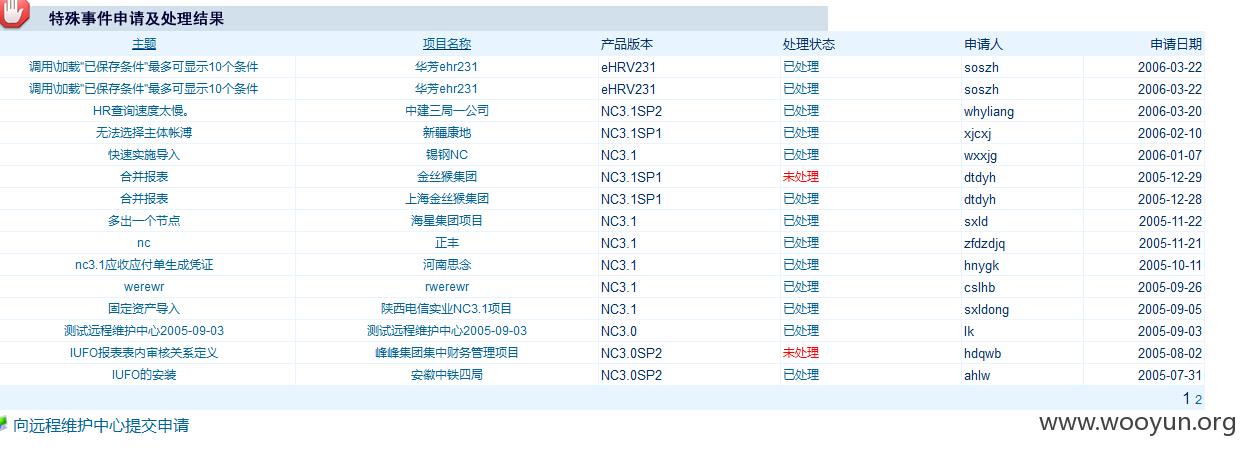 特殊事件申请及处理结果
主题 项目名称 产品版本 处理状态 申请人 申请日期
调用\加载“已保存条件”最多可显示10个条件 华芳ehr231 eHRV231 已处理 soszh 2006-03-22
调用\加载“已保存条件”最多可显示10个条件 华芳ehr231 eHRV231 已处理 soszh 2006-03-22
HR查询速度太慢。 中建三局一公司 NC3.1SP2 已处理 whyliang 2006-03-20
无法选择主体帐薄 新疆康地 NC3.1SP1 已处理 xjcxj 2006-02-10
快速实施导入 锡钢NC NC3.1 已处理 wxxjg 2006-01-07
合并报表 金丝猴集团 NC3.1SP1 未处理 dtdyh 2005-12-29
合并报表 上海金丝猴集团 NC3.1SP1 已处理 dtdyh 2005-12-28
多出一个节点 海星集团项目 NC3.1 已处理 sxld 2005-11-22
nc 正丰 NC3.1 已处理 zfdzdjq 2005-11-21
nc3.1应收应付单生成凭证 河南思念 NC3.1 已处理 hnygk 2005-10-11
werewr rwerewr NC3.1 已处理 cslhb 2005-09-26
固定资产导入 陕西电信实业NC3.1项目 NC3.1 已处理 sxldong 2005-09-05
测试远程维护中心2005-09-03 测试远程维护中心2005-09-03 NC3.0 已处理 lk 2005-09-03
IUFO报表表内审核关系定义 峰峰集团集中财务管理项目 NC3.0SP2 未处理 hdqwb 2005-08-02
IUFO的安装 安徽中铁四局 NC3.0SP2 已处理 ahlw 2005-07-31
1 2
向远程维护中心提交申请
www.wooyun.org